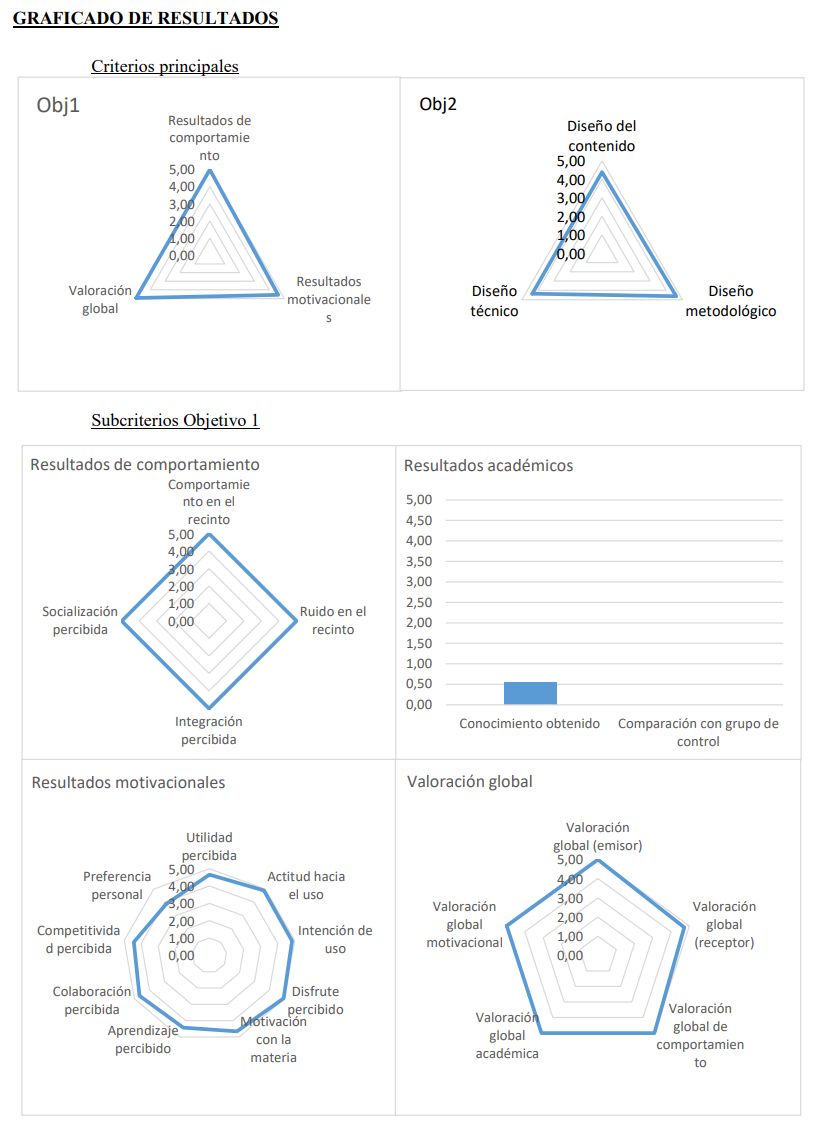 GRAFICADO DE RESULTADOS
Criterios principales
Obj1
Resultados de
comportamie
nto
5,00
4,00
3,00
2,00
1,00
0,00
Resultados
motivacionale
s
Valoración
global
Obj2
Diseño del
contenido
5,00
4,00
3,00
2,00
1,00
0,00
Diseño
metodológico
Diseño
técnico
Subcriterios Objetivo 1
Resultados de comportamiento
Comportamie
nto en el
recinto
5,00
4,00
3,00
2,00
1,00
0,00
Ruido en el
recinto
Integración
percibida
Socialización
percibida
Resultados académicos
5,00
4,50
4,00
3,50
3,00
2,50
2,00
1,50
1,00
0,50
0,00
Conocimiento obtenido
Comparación con grupo de
control
Resultados motivacionales
Utilidad
percibida
5,00
4,00
3,00
2,00
1,00
0,00
Actitud hacia
el uso
Intención de
uso
Disfrute
percibido
Motivación
con la
materia
Aprendizaje
percibido
Colaboración
percibida
Competitivida
d percibida
Preferencia
personal
Valoración global
Valoración
global (emisor)
5,00
4,00
3,00
2,00
1,00
0,00
Valoración
global
(receptor)
Valoración
global de
comportamien
to
Valoración
global
académica
Valoración
global
motivacional